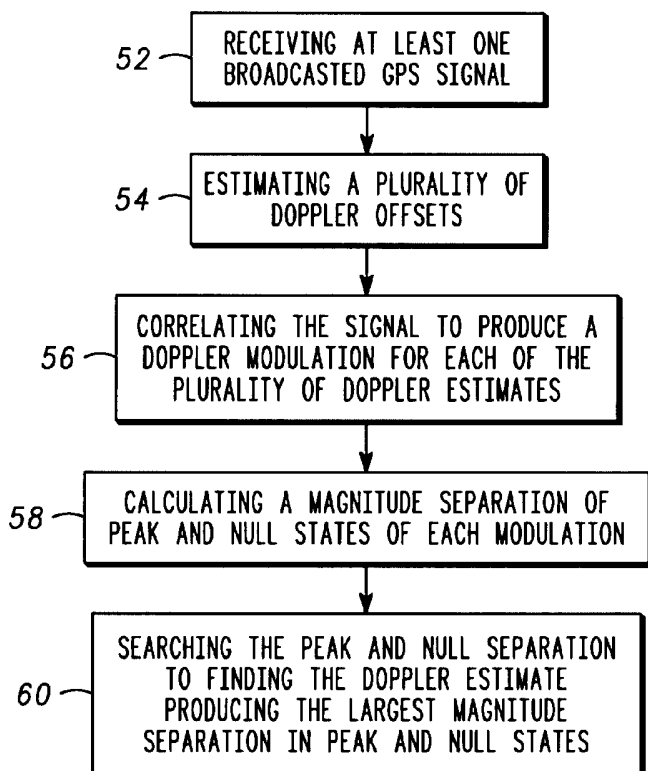 52
RECEIVING AT LEAST ONE
BROADCASTED GPS SIGNAL
54
ESTIMATING A PLURALITY OF
DOPPLER OFFSETS
56
CORRELATING THE SIGNAL TO PRODUCE A
DOPPLER MODULATION FOR EACH OF THE
PLURALITY OF DOPPLER ESTIMATES
58
CALCULATING A MAGNITUDE SEPARATION OF
PEAK AND NULL STATES OF EACH MODULATION
60
SEARCHING THE PEAK AND NULL SEPARATION
TO FINDING THE DOPPLER ESTIMATE
PRODUCING THE LARGEST MAGNITUDE
SEPARATION IN PEAK AND NULL STATES